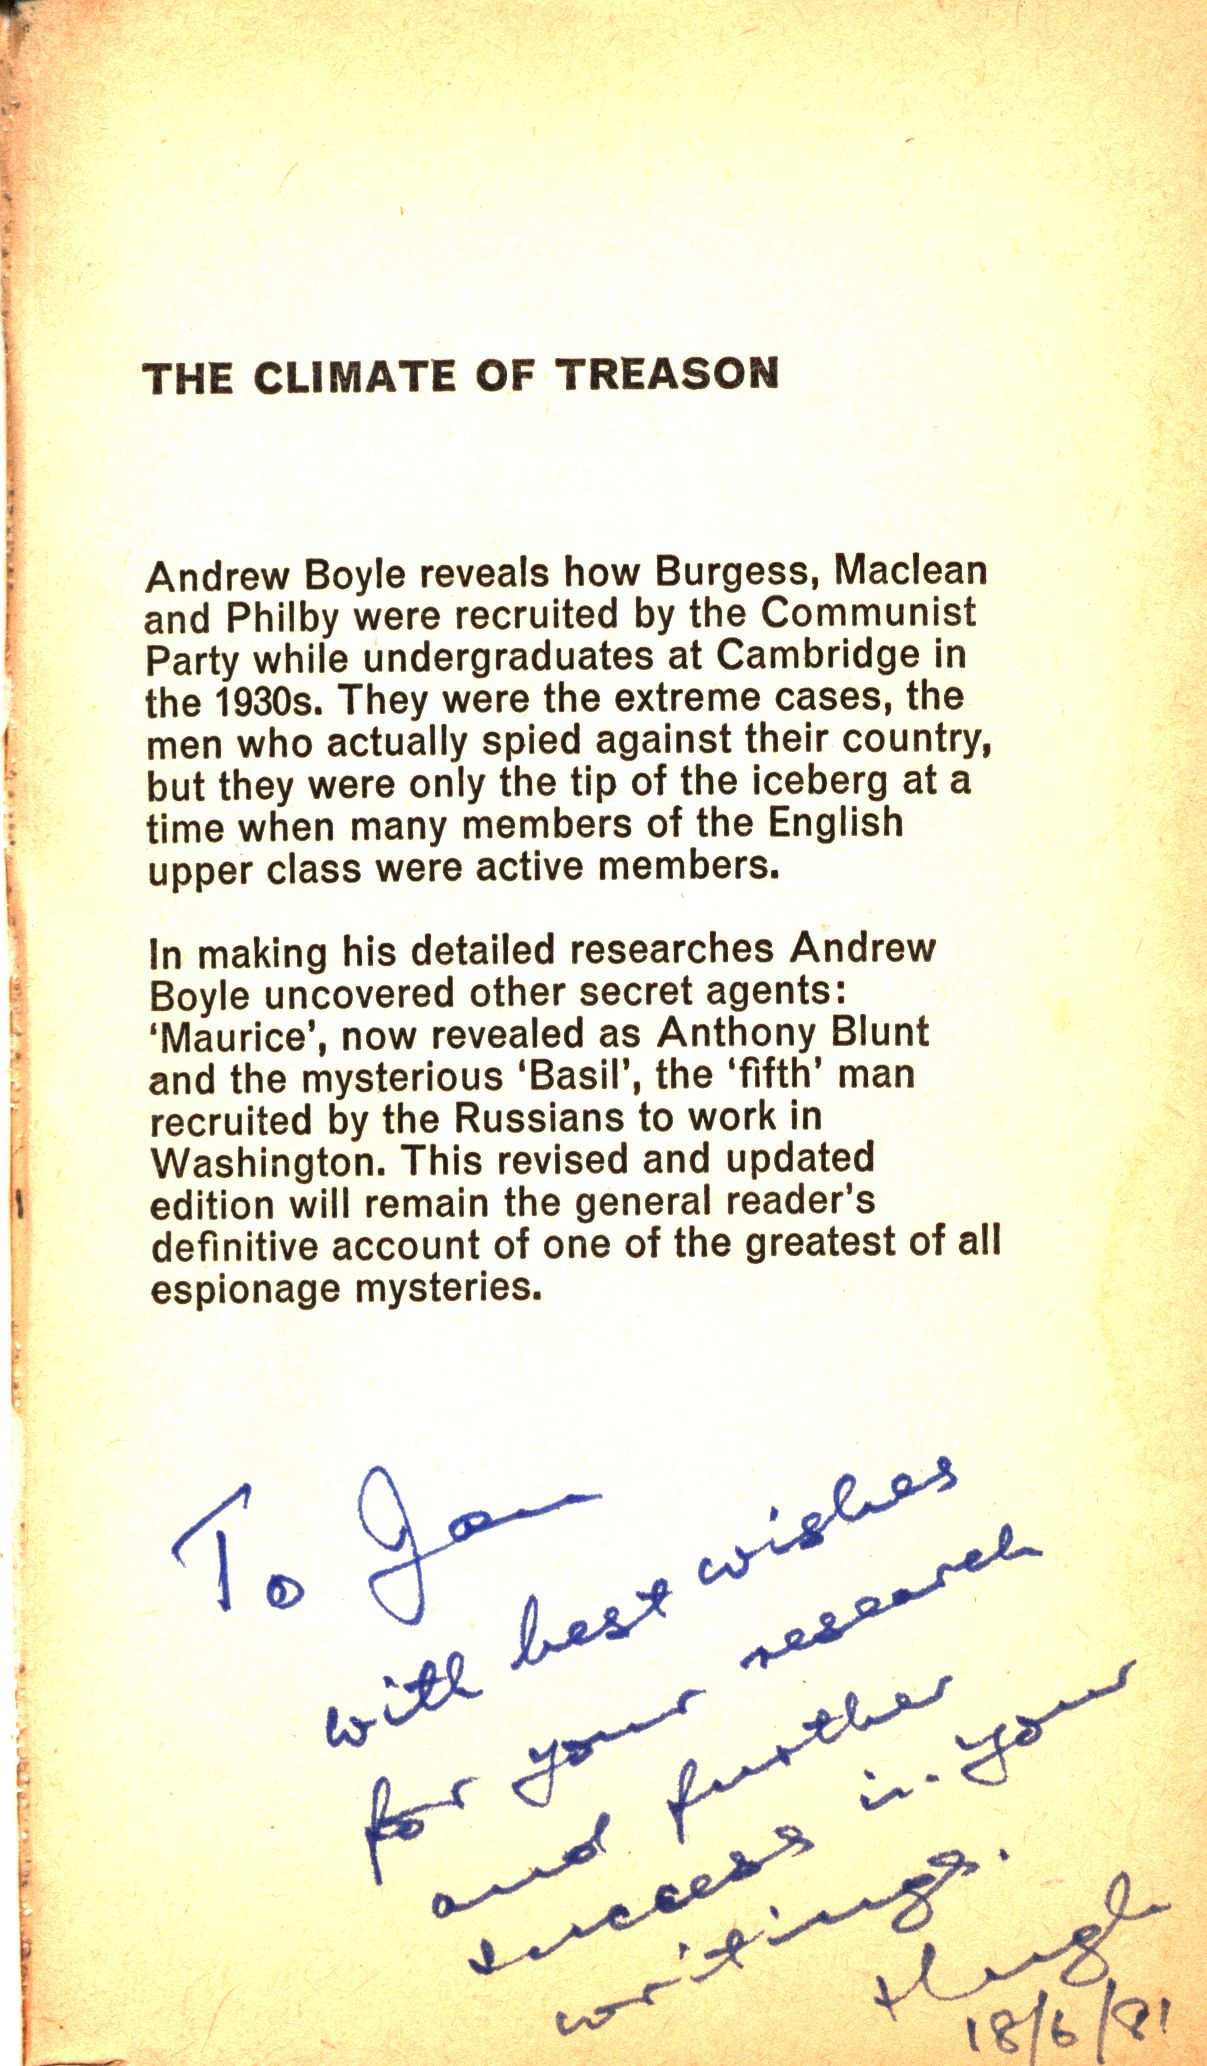 THE CLIMATE OF TREASON
Andrew Boyle reveals how Burgess, Maclean
and Philby were recruited by the Communist
Party while undergraduates at Cambridge in
the 1930s. They were the extreme cases, the
men who actually spied against their country,
but they were only the tip of the iceberg at a
time when many members of the English
upper class were active members.
In making his detailed researches Andrew
Boyle uncovered other secret agents:
‘Maurice’, now revealed as Anthony Blunt
and the mysterious ‘Basil’, the ‘fifth’ man
recruited by the Russians to work in
Washington. This revised and updated
edition will remain the general reader’s
definitive account of one of the greatest of all
espionage mysteries.
To
with best wishes
for your research
and further
success in your
writings.
Hugh
18/6/81